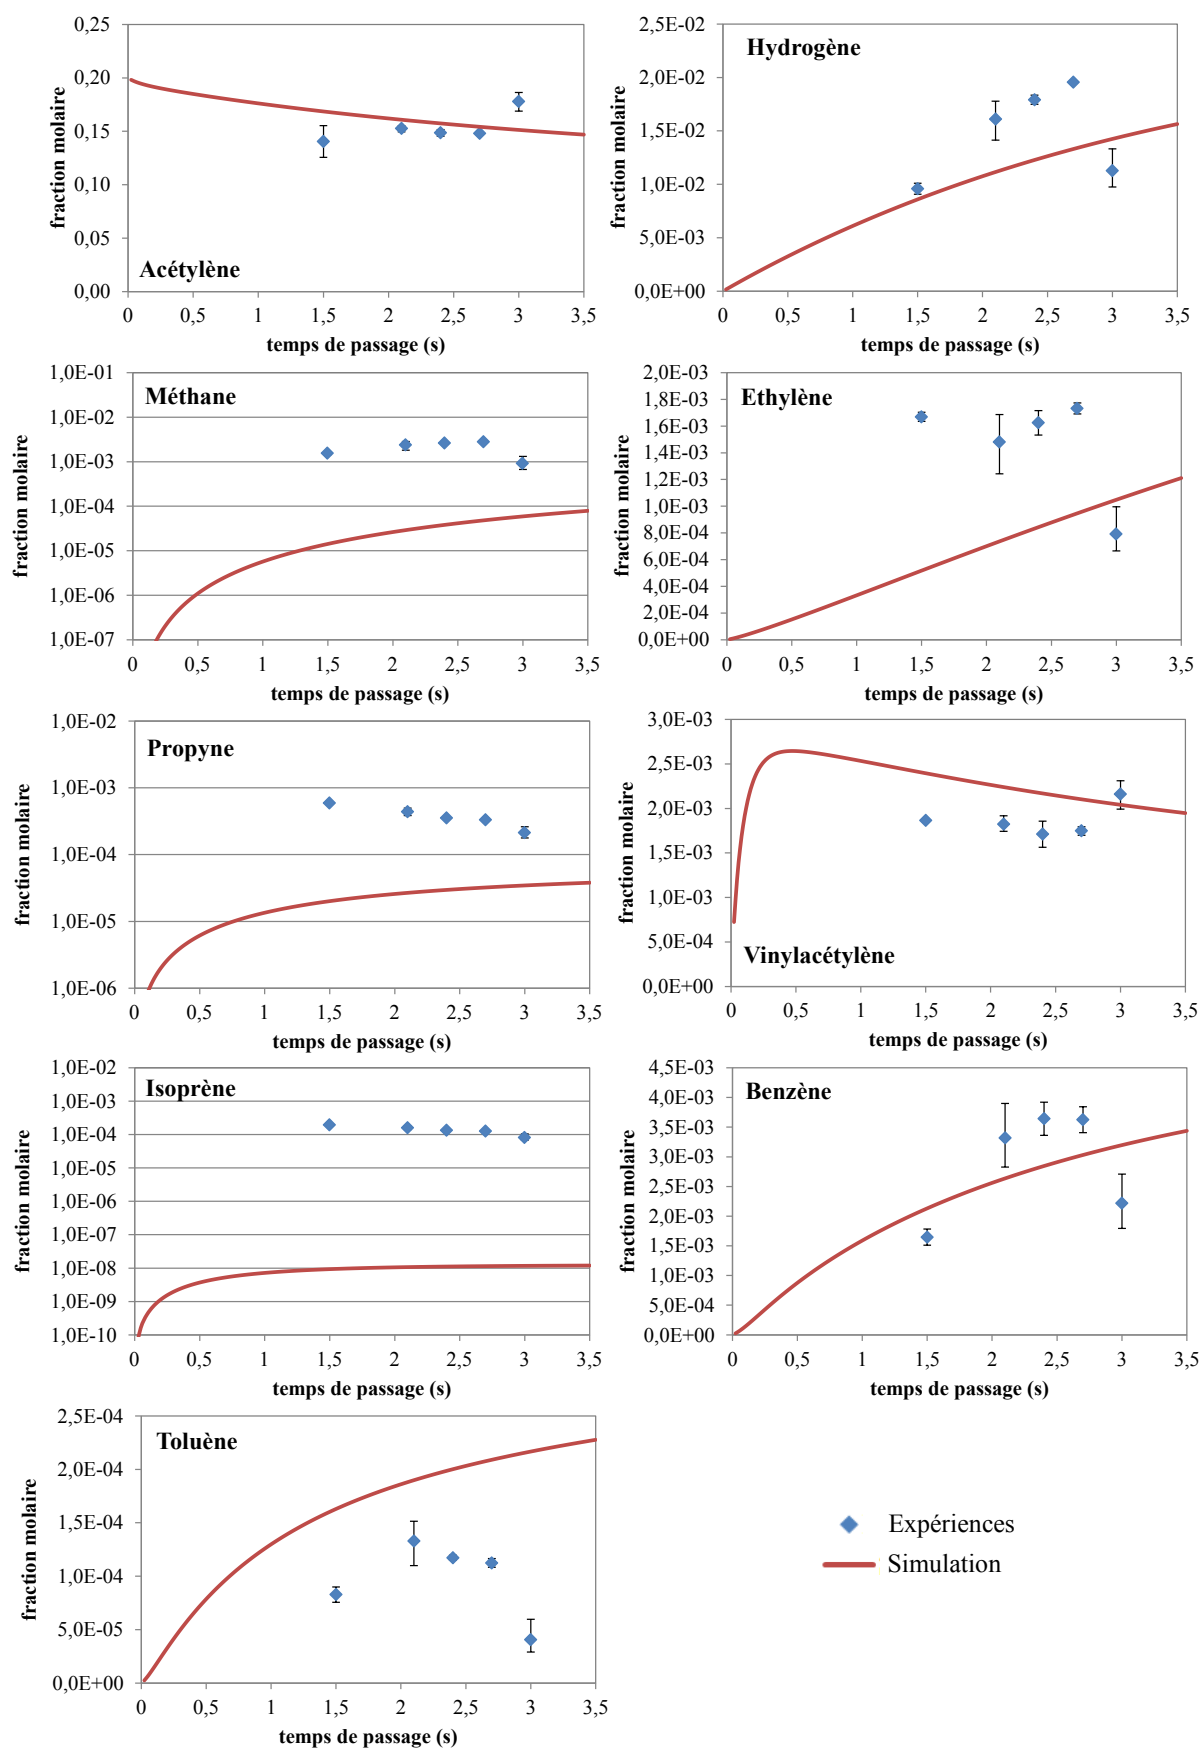 fraction molaire
0,25
0,20
0,15
0,10
0,05
0,00
Acétylène
0 0,5 1 1,5 2 2,5 3 3,5
temps de passage (s)
fraction molaire
2,5E-02
2,0E-02
1,5E-02
1,0E-02
5,0E-03
0,0E+00
Hydrogène
0 0,5 1 1,5 2 2,5 3 3,5
temps de passage (s)
fraction molaire
1,0E-01
1,0E-02
1,0E-03
1,0E-04
1,0E-05
1,0E-06
1,0E-07
Méthane
0 0,5 1 1,5 2 2,5 3 3,5
temps de passage (s)
fraction molaire
2,0E-03
1,8E-03
1,6E-03
1,4E-03
1,2E-03
1,0E-03
8,0E-04
6,0E-04
4,0E-04
2,0E-04
0,0E+00
Ethylène
0 0,5 1 1,5 2 2,5 3 3,5
temps de passage (s)
fraction molaire
1,0E-02
1,0E-03
1,0E-04
1,0E-05
1,0E-06
Propyne
0 0,5 1 1,5 2 2,5 3 3,5
temps de passage (s)
fraction molaire
3,0E-03
2,5E-03
2,0E-03
1,5E-03
1,0E-03
5,0E-04
0,0E+00
Vinylacétylène
0 0,5 1 1,5 2 2,5 3 3,5
temps de passage (s)
fraction molaire
1,0E-02
1,0E-03
1,0E-04
1,0E-05
1,0E-06
1,0E-07
1,0E-08
1,0E-09
1,0E-10
Isoprène
0 0,5 1 1,5 2 2,5 3 3,5
temps de passage (s)
fraction molaire
4,5E-03
4,0E-03
3,5E-03
3,0E-03
2,5E-03
2,0E-03
1,5E-03
1,0E-03
5,0E-04
0,0E+00
Benzène
0 0,5 1 1,5 2 2,5 3 3,5
temps de passage (s)
fraction molaire
2,5E-04
2,0E-04
1,5E-04
1,0E-04
5,0E-05
0,0E+00
Toluène
0 0,5 1 1,5 2 2,5 3 3,5
temps de passage (s)
Expériences
Simulation